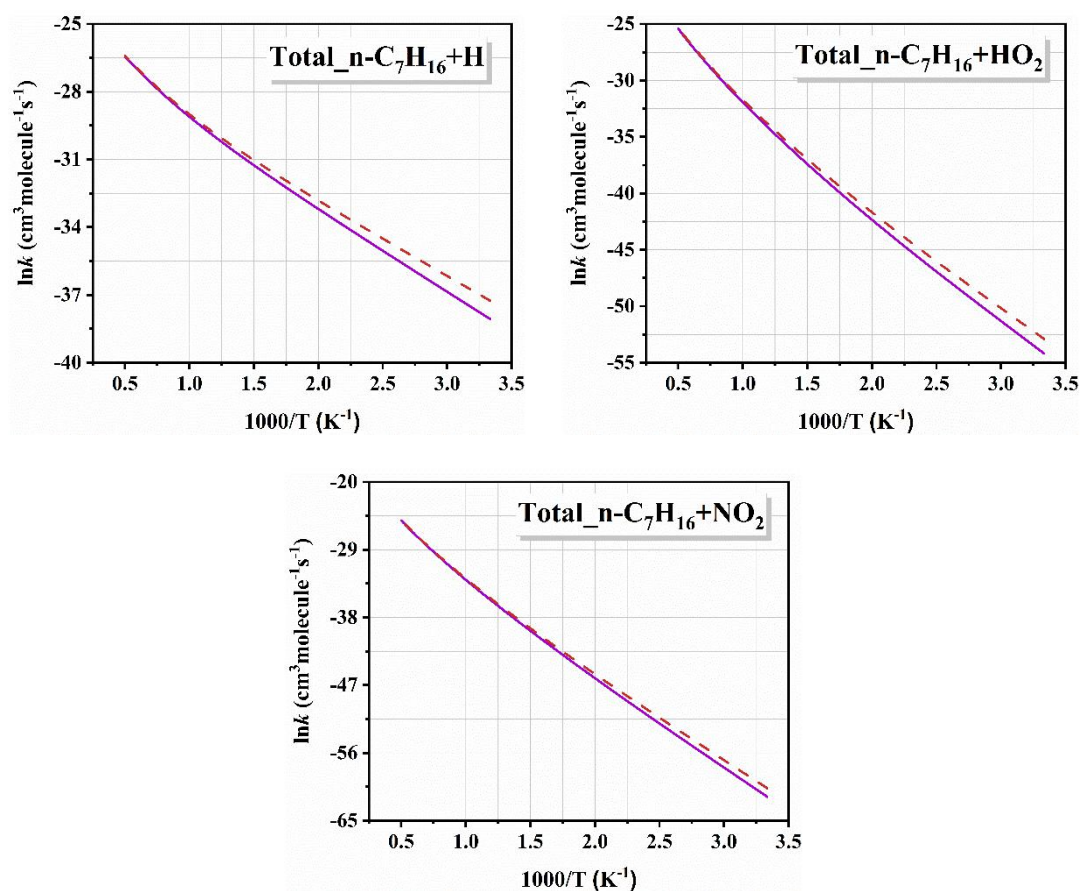 Total_n-C₇H₁₆+H
lnk (cm³molecule⁻¹s⁻¹)
-25
-28
-31
-34
-37
-40
0.5 1.0 1.5 2.0 2.5 3.0 3.5
1000/T (K⁻¹)
Total_n-C₇H₁₆+HO₂
lnk (cm³molecule⁻¹s⁻¹)
-25
-30
-35
-40
-45
-50
-55
0.5 1.0 1.5 2.0 2.5 3.0 3.5
1000/T (K⁻¹)
Total_n-C₇H₁₆+NO₂
lnk (cm³molecule⁻¹s⁻¹)
-20
-29
-38
-47
-56
-65
0.5 1.0 1.5 2.0 2.5 3.0 3.5
1000/T (K⁻¹)